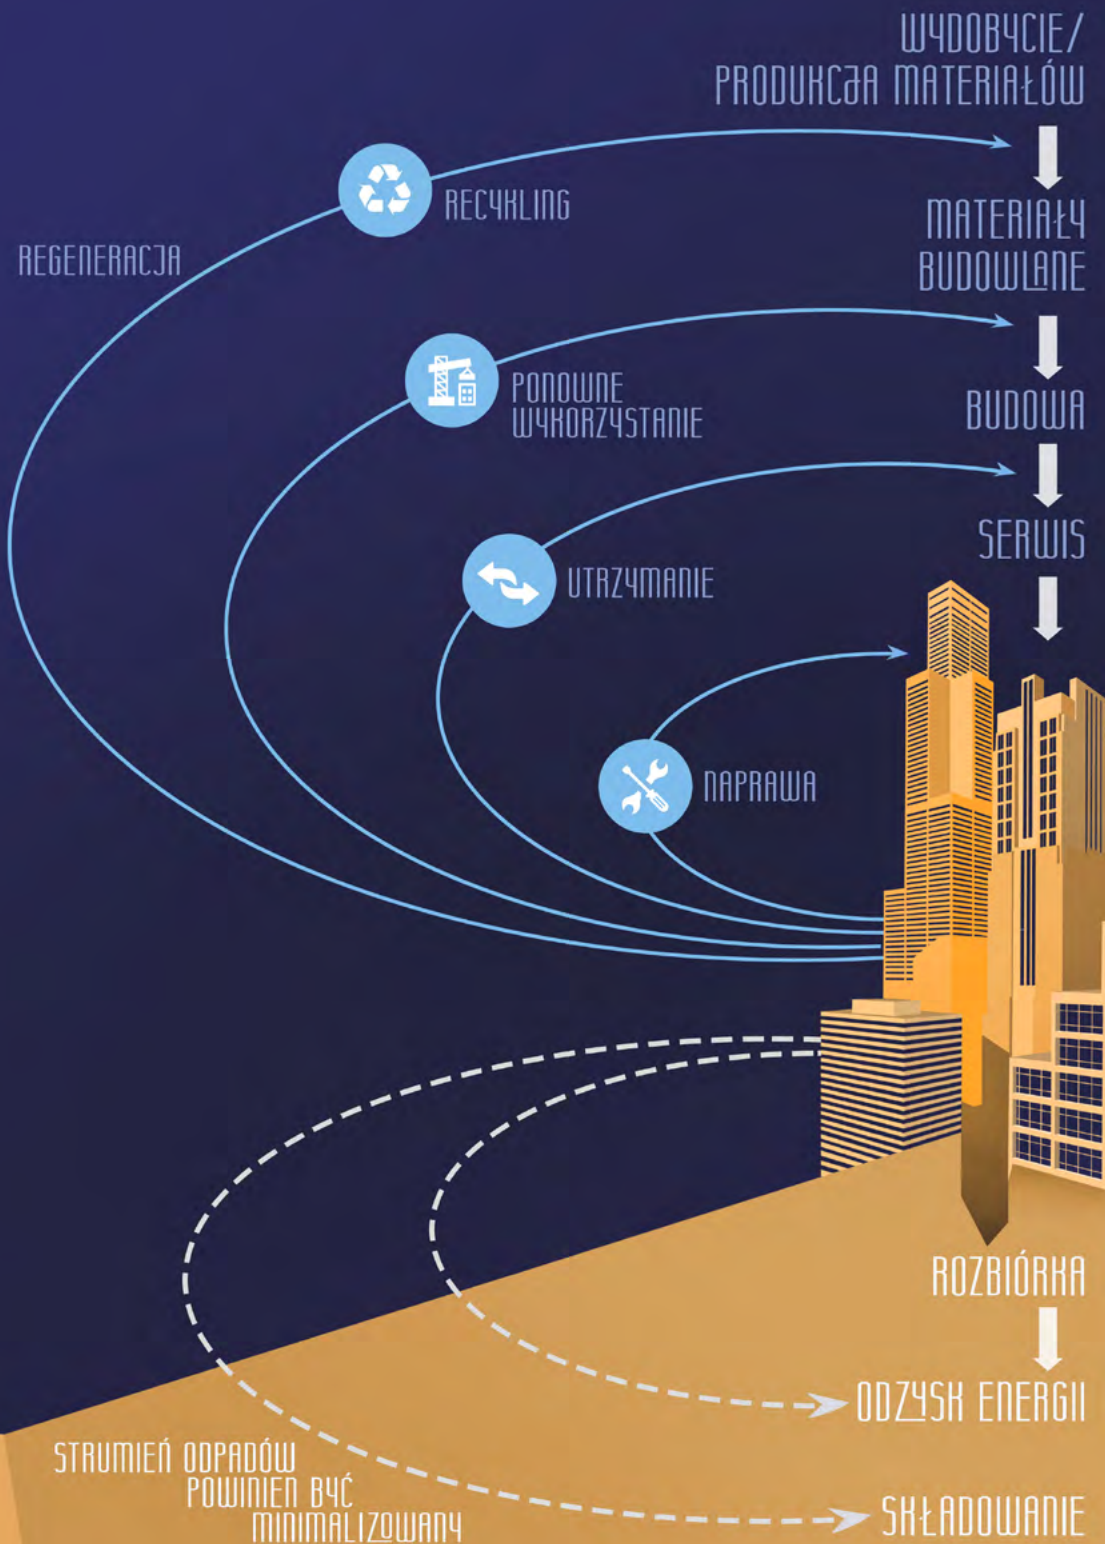 WYDOBYCIE/
PRODUKCJA MATERIAŁÓW
RECYKLING
REGENERACJA
MATERIAŁY
BUDOWLANE
PONOWNE
WYKORZYSTANIE
BUDOWA
SERWIS
UTRZYMANIE
NAPRAWA
ROZBIÓRKA
ODZYSK ENERGII
STRUMIEŃ ODPADÓW
POWINIEN BYĆ
MINIMALIZOWANY
SKŁADOWANIE